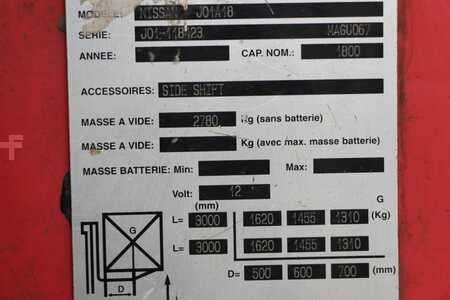 MODELE: NISSAN J01A18
SERIE: J01-118423 MAGU067
ANNEE: CAP. NOM.: 1800
ACCESSOIRES: SIDE SHIFT
MASSE A VIDE: 2780 Kg (sans batterie)
MASSE A VIDE: Kg (avec max. masse batterie)
MASSE BATTERIE: Min: Max:
Volt: 12
(mm) G
L= 3000 1620 1455 1310 (Kg)
L= 3000 1620 1455 1310
D= 500 600 700 (mm)
G
D